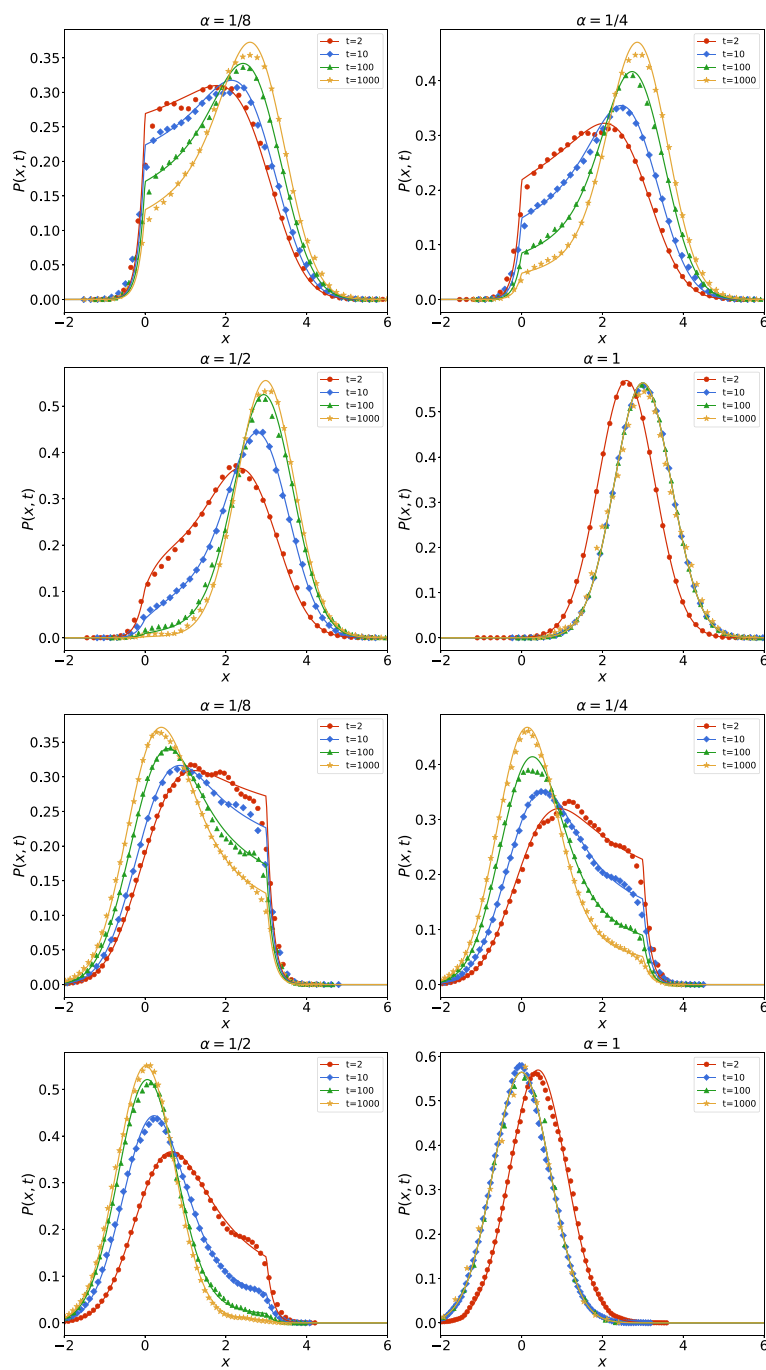 α = 1/8
P(x, t)
0.35
0.30
0.25
0.20
0.15
0.10
0.05
0.00
t=2
t=10
t=100
t=1000
−2 0 2 4 6
x
α = 1/4
P(x, t)
0.4
0.3
0.2
0.1
0.0
t=2
t=10
t=100
t=1000
−2 0 2 4 6
x
α = 1/2
P(x, t)
0.5
0.4
0.3
0.2
0.1
0.0
t=2
t=10
t=100
t=1000
−2 0 2 4 6
x
α = 1
P(x, t)
0.5
0.4
0.3
0.2
0.1
0.0
t=2
t=10
t=100
t=1000
−2 0 2 4 6
x
α = 1/8
P(x, t)
0.35
0.30
0.25
0.20
0.15
0.10
0.05
0.00
t=2
t=10
t=100
t=1000
−2 0 2 4 6
x
α = 1/4
P(x, t)
0.4
0.3
0.2
0.1
0.0
t=2
t=10
t=100
t=1000
−2 0 2 4 6
x
α = 1/2
P(x, t)
0.5
0.4
0.3
0.2
0.1
0.0
t=2
t=10
t=100
t=1000
−2 0 2 4 6
x
α = 1
P(x, t)
0.6
0.5
0.4
0.3
0.2
0.1
0.0
t=2
t=10
t=100
t=1000
−2 0 2 4 6
x